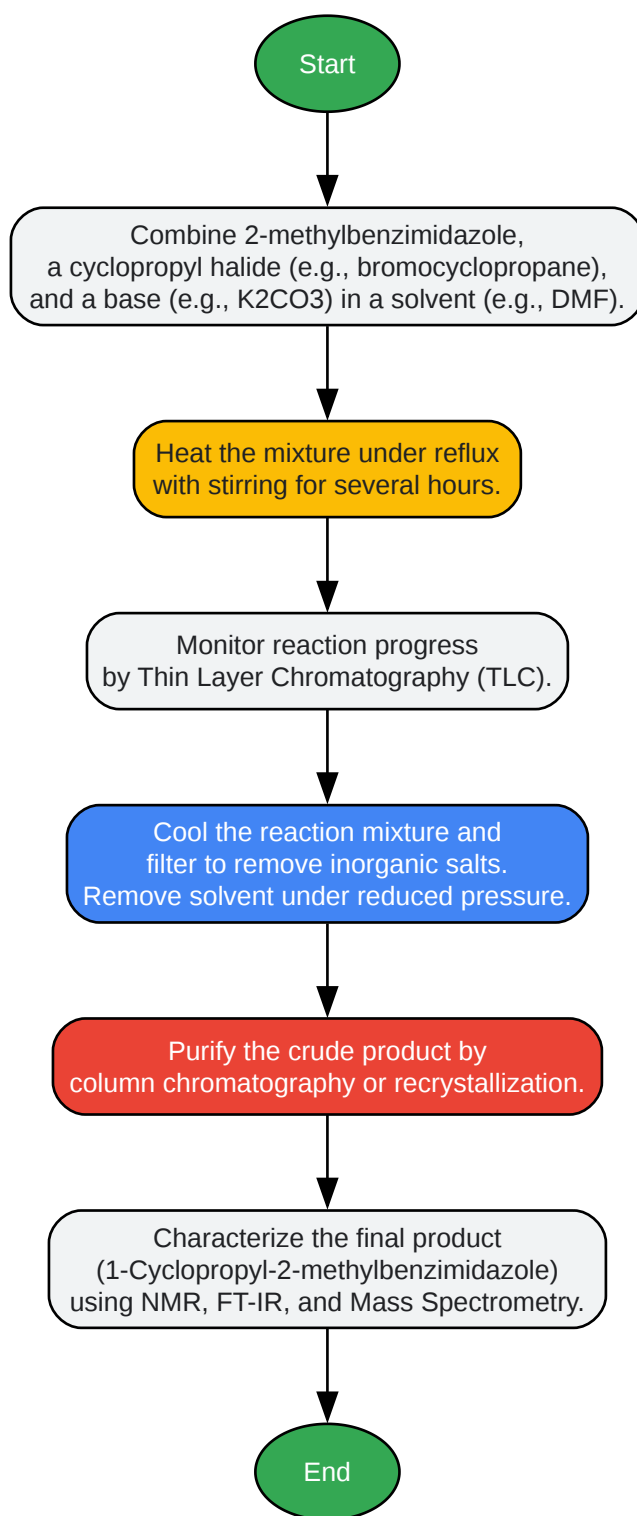 Start
Combine 2-methylbenzimidazole,
a cyclopropyl halide (e.g., bromocyclopropane),
and a base (e.g., K2CO3) in a solvent (e.g., DMF).
Heat the mixture under reflux
with stirring for several hours.
Monitor reaction progress
by Thin Layer Chromatography (TLC).
Cool the reaction mixture and
filter to remove inorganic salts.
Remove solvent under reduced pressure.
Purify the crude product by
column chromatography or recrystallization.
Characterize the final product
(1-Cyclopropyl-2-methylbenzimidazole)
using NMR, FT-IR, and Mass Spectrometry.
End